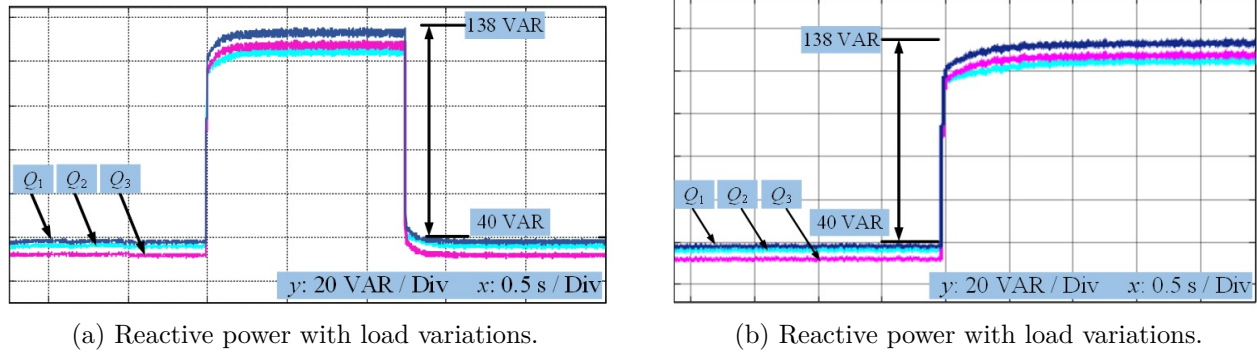 138 VAR
Q1 Q2 Q3
40 VAR
y: 20 VAR / Div x: 0.5 s / Div
(a) Reactive power with load variations.
138 VAR
Q1 Q2 Q3
40 VAR
y: 20 VAR / Div x: 0.5 s / Div
(b) Reactive power with load variations.